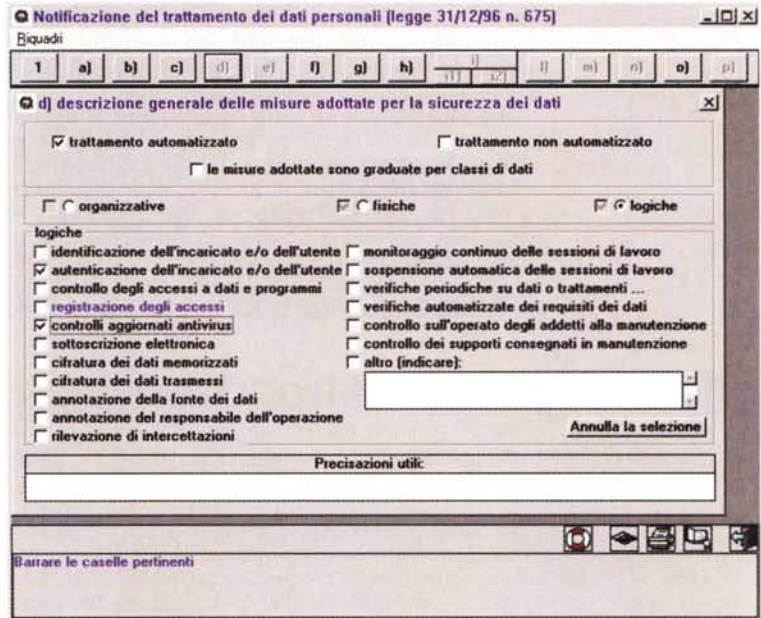 Notificazione del trattamento dei dati personali (legge 31/12/96 n. 675)
Riquadri
1 a) b) c) d) e) f) g) h) i) i1) i2) l) m) n) o) p)
d) descrizione generale delle misure adottate per la sicurezza dei dati
trattamento automatizzato
trattamento non automatizzato
le misure adottate sono graduate per classi di dati
organizzative
fisiche
logiche
logiche
identificazione dell'incaricato e/o dell'utente
autenticazione dell'incaricato e/o dell'utente
controllo degli accessi a dati e programmi
registrazione degli accessi
controlli aggiornati antivirus
sottoscrizione elettronica
cifratura dei dati memorizzati
cifratura dei dati trasmessi
annotazione della fonte dei dati
annotazione del responsabile dell'operazione
rilevazione di intercettazioni
monitoraggio continuo delle sessioni di lavoro
sospensione automatica delle sessioni di lavoro
verifiche periodiche su dati o trattamenti ...
verifiche automatizzate dei requisiti dei dati
controllo sull'operato degli addetti alla manutenzione
controllo dei supporti consegnati in manutenzione
altro (indicare):
Annulla la selezione
Precisazioni utili:
Barrare le caselle pertinenti